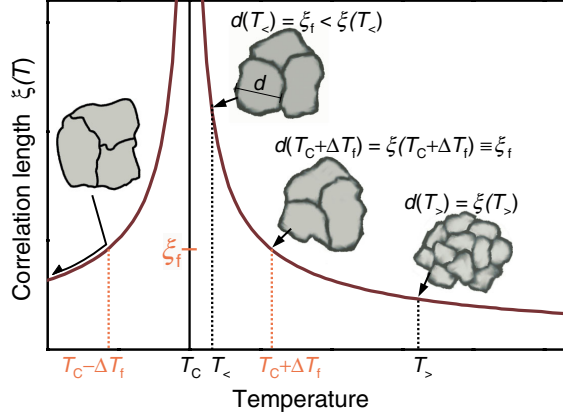 d(T<) = ξf < ξ(T<)
d
d(TC+ΔTf) = ξ(TC+ΔTf) ≡ ξf
d(T>) = ξ(T>)
Correlation length ξ(T)
ξf
TC−ΔTf
TC
T<
TC+ΔTf
T>
Temperature